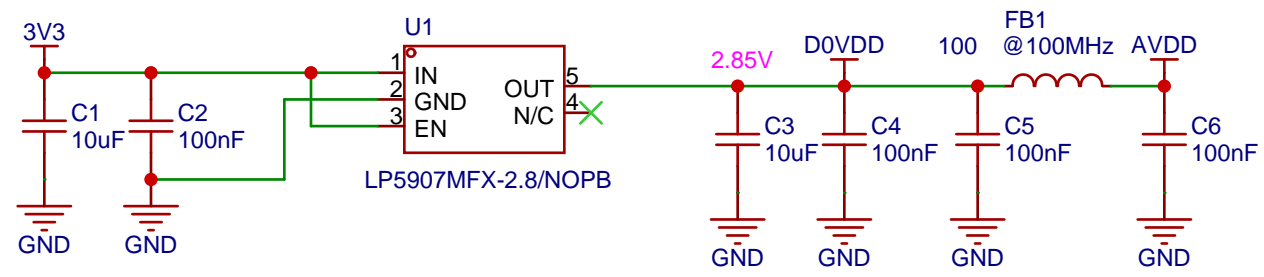 3V3
U1
FB1
2.85V
D0VDD
100 @100MHz
AVDD
1
IN
2
GND
3
EN
OUT
5
N/C
4
C1
10uF
C2
100nF
C3
10uF
C4
100nF
C5
100nF
C6
100nF
LP5907MFX-2.8/NOPB
GND
GND
GND
GND
GND
GND